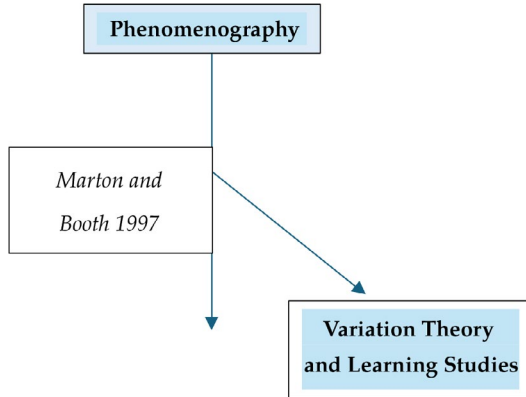 Phenomenography
Marton and
Booth 1997
Variation Theory
and Learning Studies